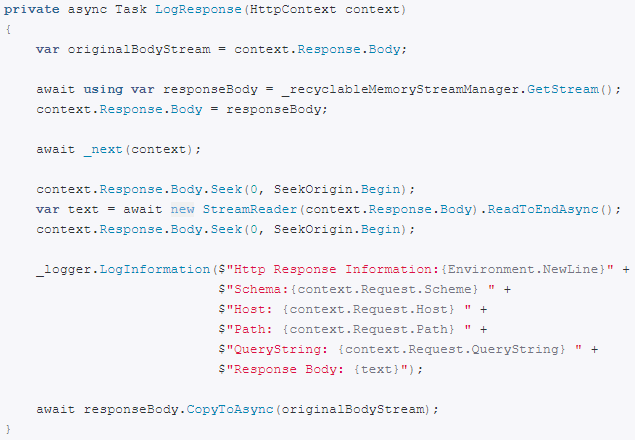 private async Task LogResponse(HttpContext context)
{
    var originalBodyStream = context.Response.Body;

    await using var responseBody = _recyclableMemoryStreamManager.GetStream();
    context.Response.Body = responseBody;

    await _next(context);

    context.Response.Body.Seek(0, SeekOrigin.Begin);
    var text = await new StreamReader(context.Response.Body).ReadToEndAsync();
    context.Response.Body.Seek(0, SeekOrigin.Begin);

    _logger.LogInformation($"Http Response Information:{Environment.NewLine}" +
                           $"Schema:{context.Request.Scheme} " +
                           $"Host: {context.Request.Host} " +
                           $"Path: {context.Request.Path} " +
                           $"QueryString: {context.Request.QueryString} " +
                           $"Response Body: {text}");

    await responseBody.CopyToAsync(originalBodyStream);
}